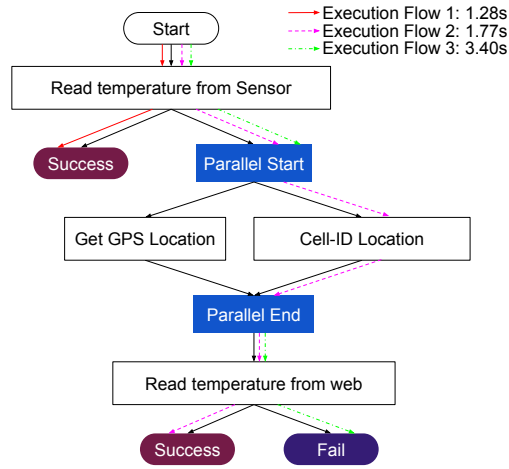 Start
Execution Flow 1: 1.28s
Execution Flow 2: 1.77s
Execution Flow 3: 3.40s
Read temperature from Sensor
Success
Parallel Start
Get GPS Location
Cell-ID Location
Parallel End
Read temperature from web
Success
Fail